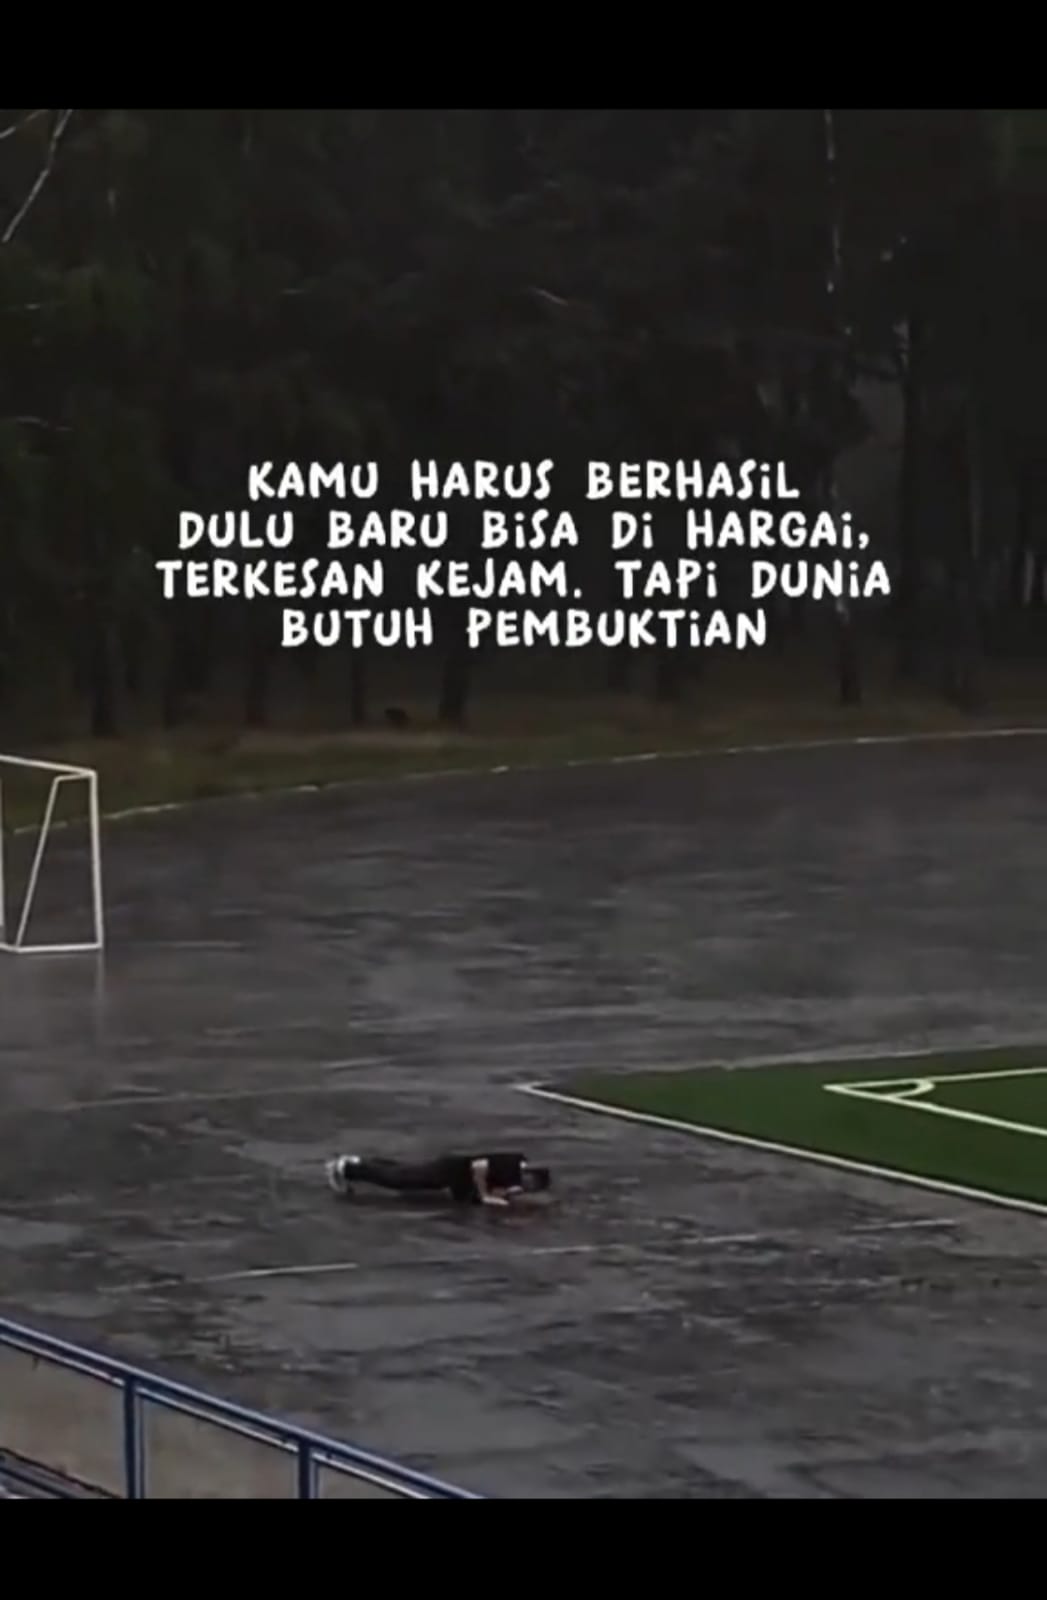 KAMU HARUS BERHASiL
DULU BARU BiSA Di HARGAi,
TERKESAN KEJAM. TAPi DUNiA
BUTUH PEMBUKTiAN